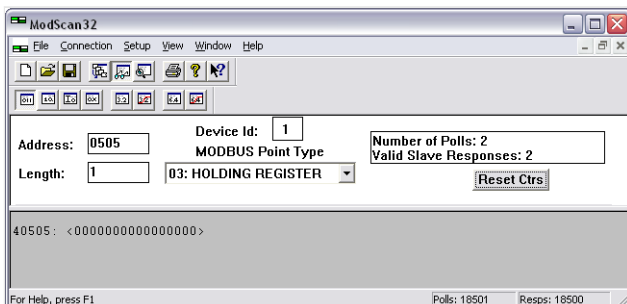 ModScan32
File Connection Setup View Window Help
Address: 0505
Device Id: 1
MODBUS Point Type
Length: 1
03: HOLDING REGISTER
Number of Polls: 2
Valid Slave Responses: 2
Reset Ctrs
40505: <0000000000000000>
For Help, press F1
Polls: 18501
Resps: 18500